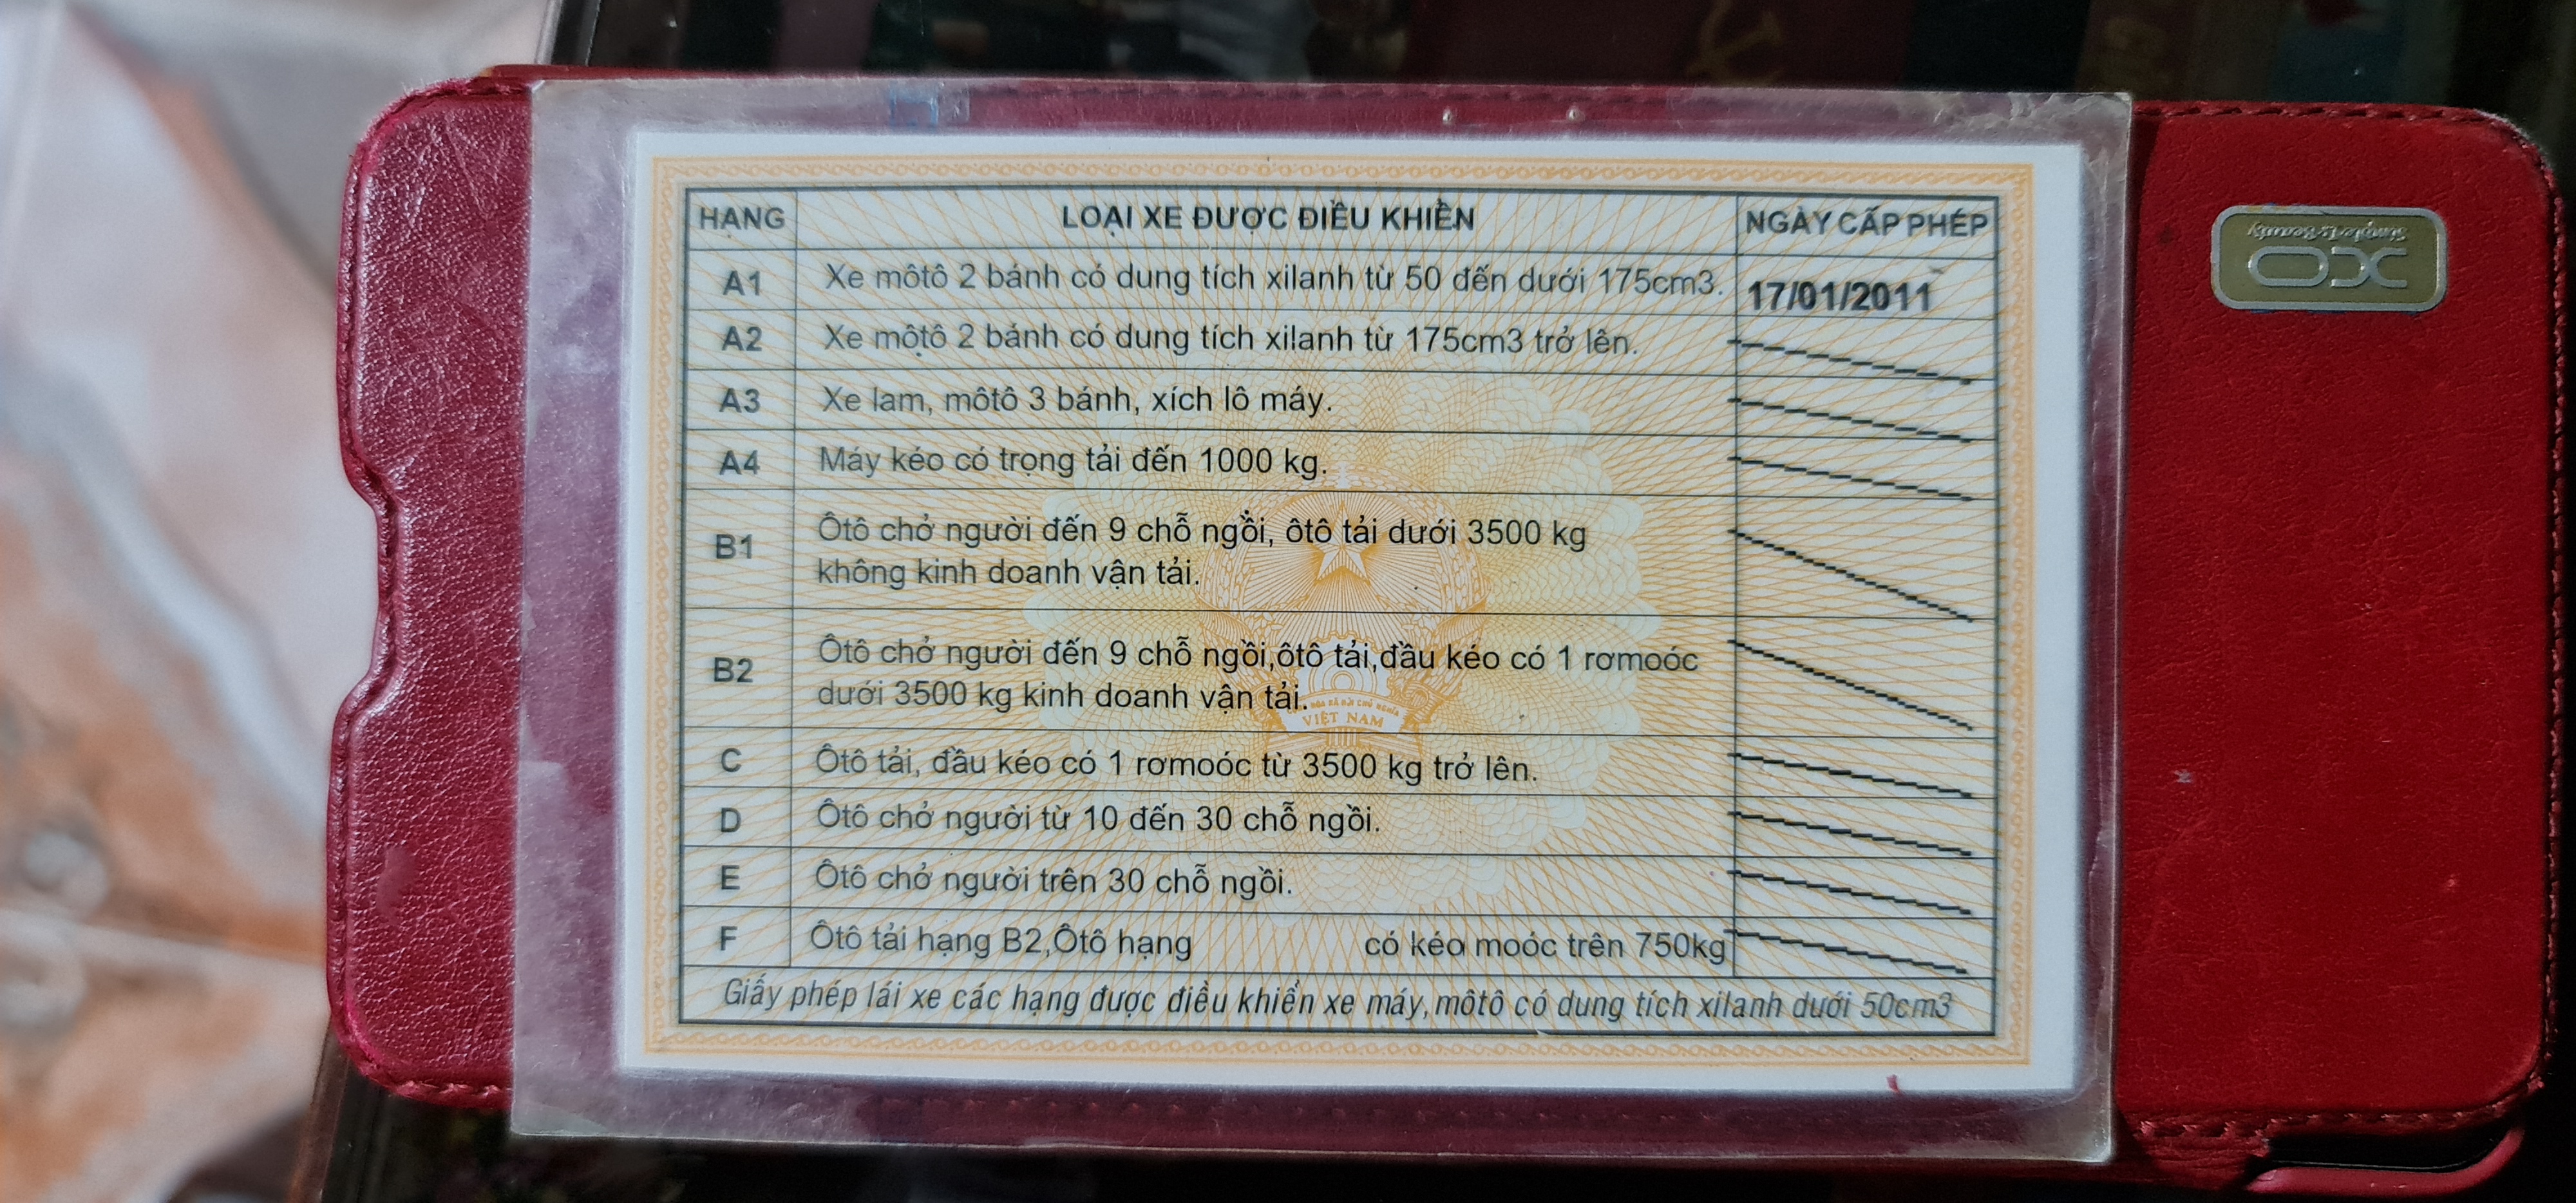 HẠNG LOẠI XE ĐƯỢC ĐIỀU KHIỂN NGÀY CẤP PHÉP
A1 Xe môtô 2 bánh có dung tích xilanh từ 50 đến dưới 175cm3. 17/01/2011
A2 Xe môtô 2 bánh có dung tích xilanh từ 175cm3 trở lên.
A3 Xe lam, môtô 3 bánh, xích lô máy.
A4 Máy kéo có trọng tải đến 1000 kg.
B1 Ôtô chở người đến 9 chỗ ngồi, ôtô tải dưới 3500 kg
không kinh doanh vận tải.
B2 Ôtô chở người đến 9 chỗ ngồi,ôtô tải,đầu kéo có 1 rơmoóc
dưới 3500 kg kinh doanh vận tải.
C Ôtô tải, đầu kéo có 1 rơmoóc từ 3500 kg trở lên.
D Ôtô chở người từ 10 đến 30 chỗ ngồi.
E Ôtô chở người trên 30 chỗ ngồi.
F Ôtô tải hạng B2,Ôtô hạng có kéo moóc trên 750kg
Giấy phép lái xe các hạng được điều khiển xe máy,môtô có dung tích xilanh dưới 50cm3
VIỆT NAM
XO